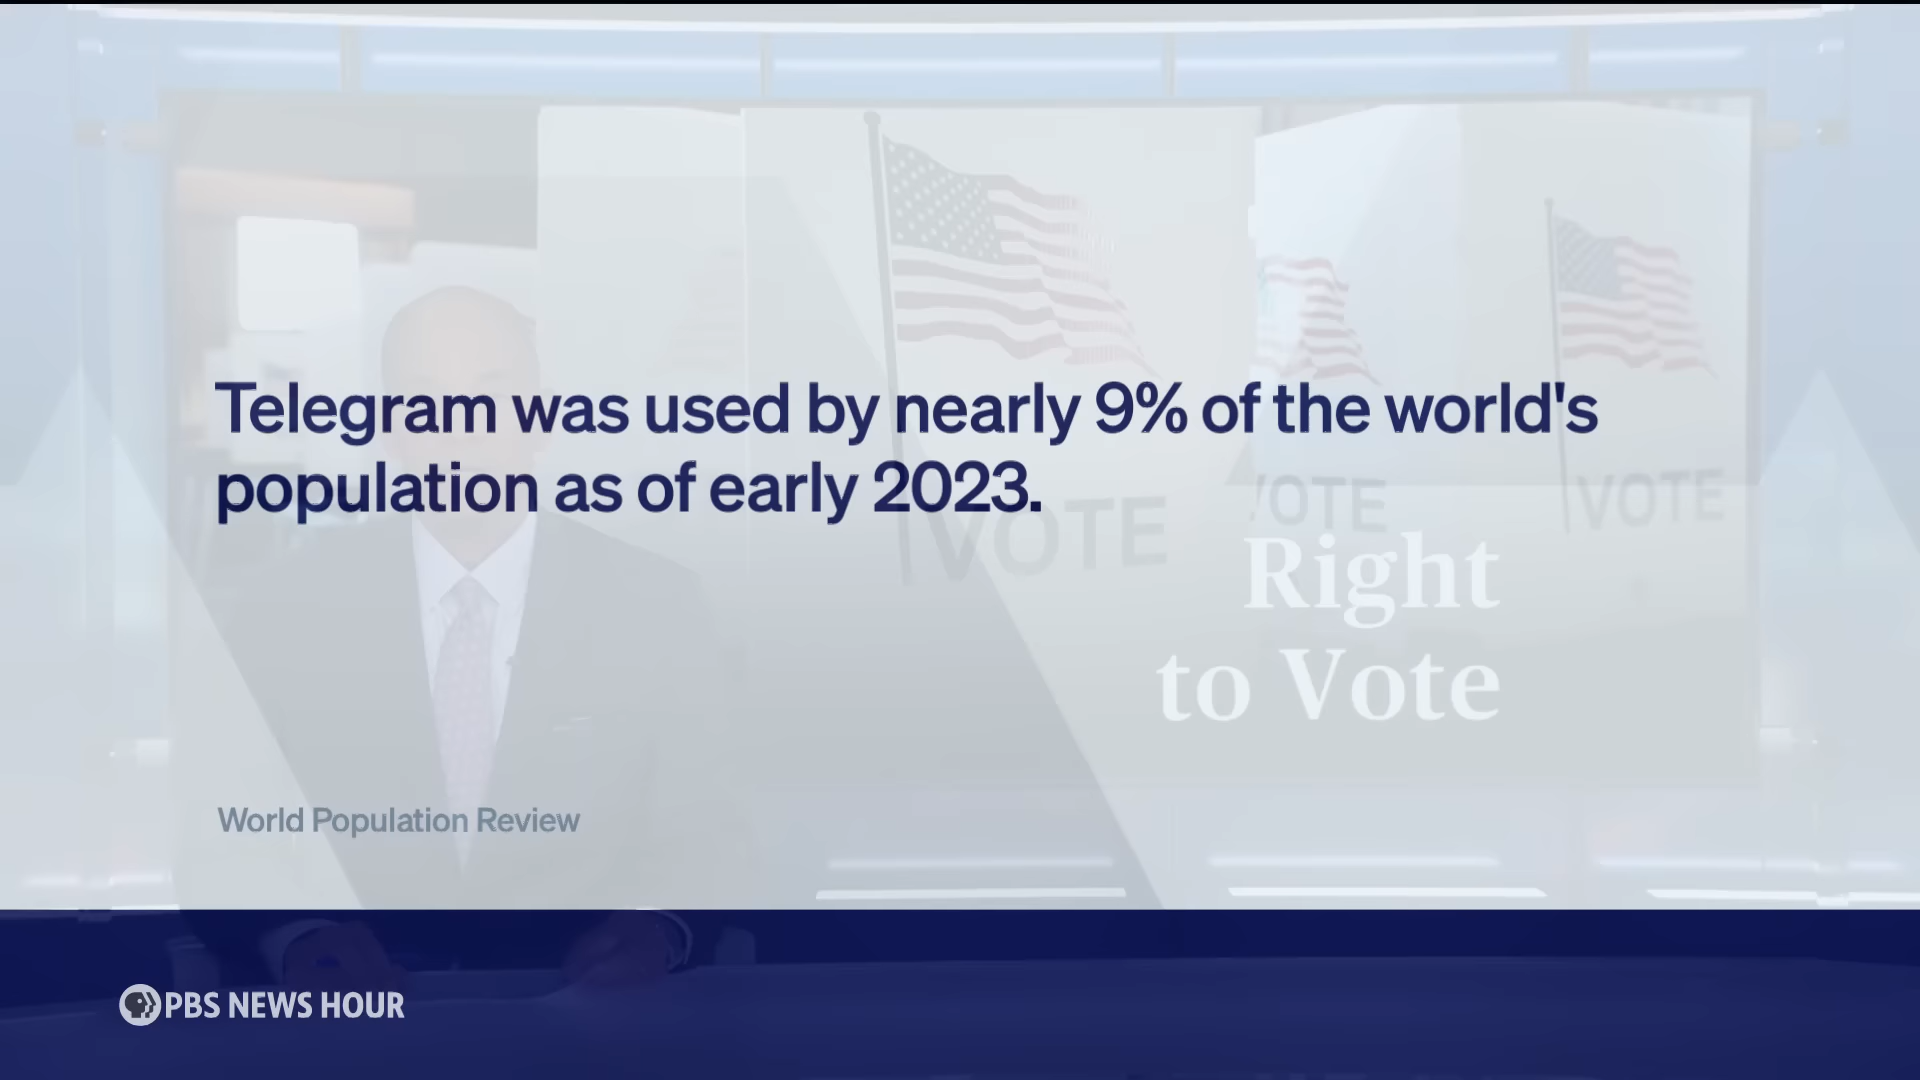 Telegram was used by nearly 9% of the world's
population as of early 2023.
VOTE
VOTE
VOTE
Right
to Vote
World Population Review
PBS NEWS HOUR